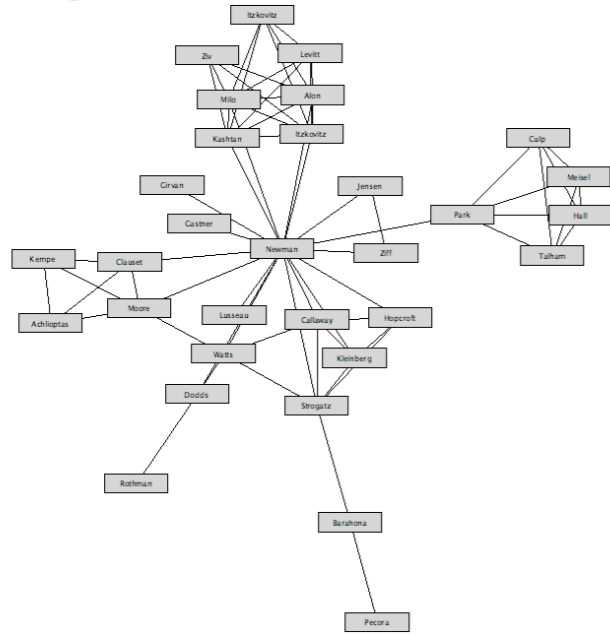 Itzkovitz
Ziv
Levitt
Milo
Alon
Kashtan
Itzkovitz
Culp
Meisel
Girvan
Jensen
Gastner
Park
Hall
Newman
Ziff
Talham
Kempe
Clauset
Moore
Achlioptas
Lusseau
Callaway
Hopcroft
Watts
Kleinberg
Dodds
Strogatz
Rothman
Barahona
Pecora